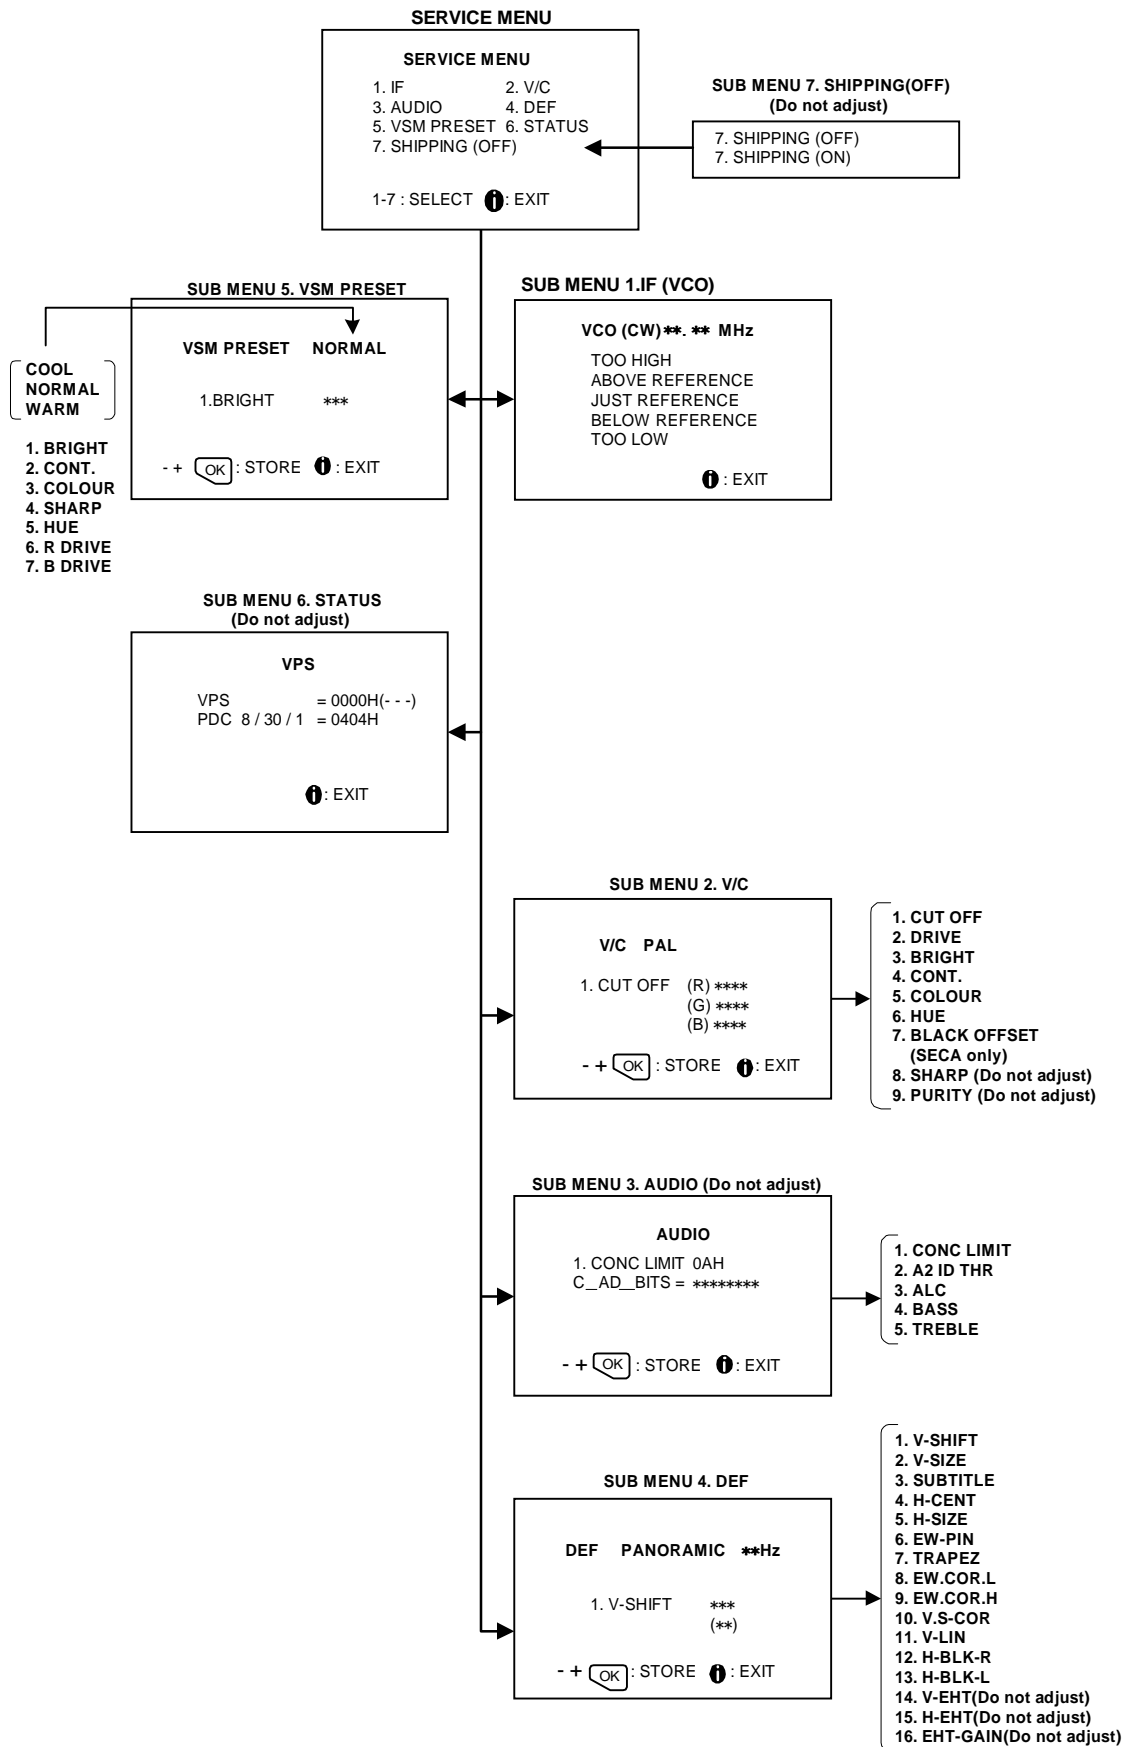 SERVICE MENU
SERVICE MENU
1. IF 2. V/C
3. AUDIO 4. DEF
5. VSM PRESET 6. STATUS
7. SHIPPING (OFF)
1-7 : SELECT i : EXIT
SUB MENU 7. SHIPPING(OFF)
(Do not adjust)
7. SHIPPING (OFF)
7. SHIPPING (ON)
SUB MENU 5. VSM PRESET
VSM PRESET NORMAL
1.BRIGHT ***
- + OK : STORE i : EXIT
COOL
NORMAL
WARM
1. BRIGHT
2. CONT.
3. COLOUR
4. SHARP
5. HUE
6. R DRIVE
7. B DRIVE
SUB MENU 1.IF (VCO)
VCO (CW)**. ** MHz
TOO HIGH
ABOVE REFERENCE
JUST REFERENCE
BELOW REFERENCE
TOO LOW
i : EXIT
SUB MENU 6. STATUS
(Do not adjust)
VPS
VPS = 0000H(- - -)
PDC 8 / 30 / 1 = 0404H
i : EXIT
SUB MENU 2. V/C
V/C PAL
1. CUT OFF (R) ****
(G) ****
(B) ****
- + OK : STORE i : EXIT
1. CUT OFF
2. DRIVE
3. BRIGHT
4. CONT.
5. COLOUR
6. HUE
7. BLACK OFFSET
(SECA only)
8. SHARP (Do not adjust)
9. PURITY (Do not adjust)
SUB MENU 3. AUDIO (Do not adjust)
AUDIO
1. CONC LIMIT 0AH
C_AD_BITS = ********
- + OK : STORE i : EXIT
1. CONC LIMIT
2. A2 ID THR
3. ALC
4. BASS
5. TREBLE
SUB MENU 4. DEF
DEF PANORAMIC **Hz
1. V-SHIFT ***
(**)
- + OK : STORE i : EXIT
1. V-SHIFT
2. V-SIZE
3. SUBTITLE
4. H-CENT
5. H-SIZE
6. EW-PIN
7. TRAPEZ
8. EW.COR.L
9. EW.COR.H
10. V.S-COR
11. V-LIN
12. H-BLK-R
13. H-BLK-L
14. V-EHT(Do not adjust)
15. H-EHT(Do not adjust)
16. EHT-GAIN(Do not adjust)